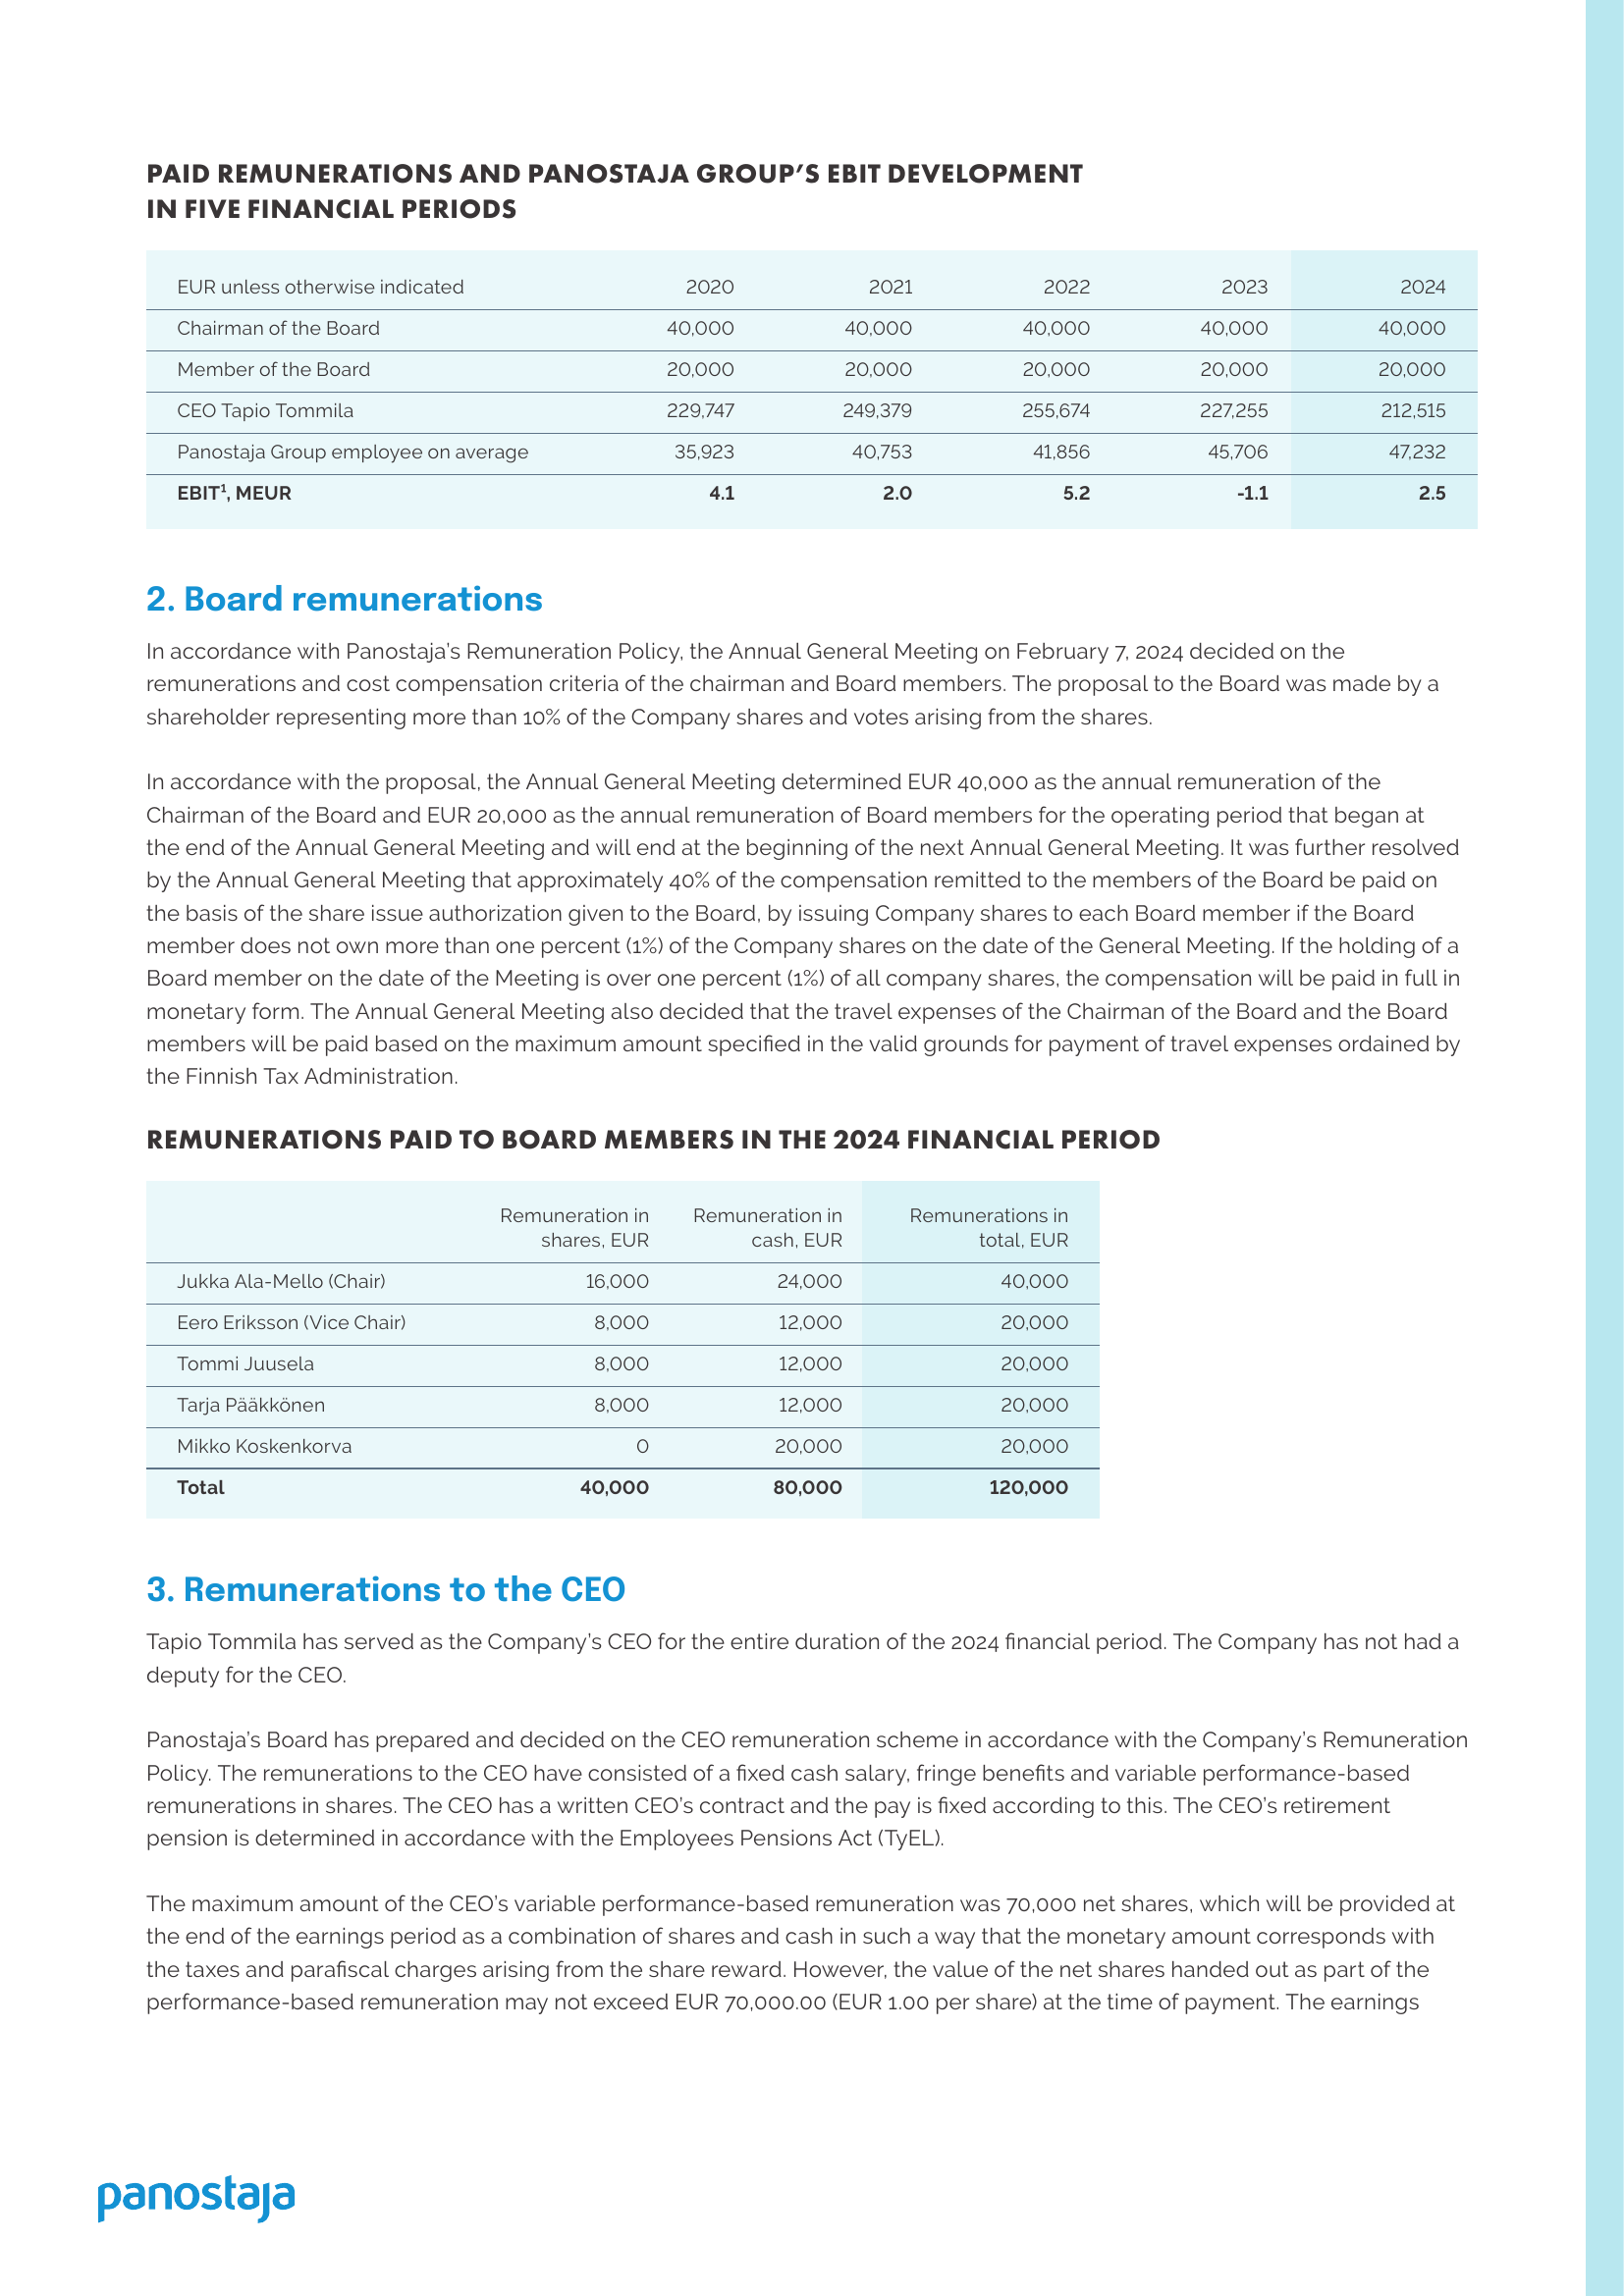 PAID REMUNERATIONS AND PANOSTAJA GROUP'S EBIT DEVELOPMENT
IN FIVE FINANCIAL PERIODS
EUR unless otherwise indicated 2020 2021 2022 2023 2024
Chairman of the Board 40,000 40,000 40,000 40,000 40,000
Member of the Board 20,000 20,000 20,000 20,000 20,000
CEO Tapio Tommila 229,747 249,379 255,674 227,255 212,515
Panostaja Group employee on average 35,923 40,753 41,856 45,706 47,232
EBIT¹, MEUR 4.1 2.0 5.2 -1.1 2.5
2. Board remunerations
In accordance with Panostaja's Remuneration Policy, the Annual General Meeting on February 7, 2024 decided on the
remunerations and cost compensation criteria of the chairman and Board members. The proposal to the Board was made by a
shareholder representing more than 10% of the Company shares and votes arising from the shares.
In accordance with the proposal, the Annual General Meeting determined EUR 40,000 as the annual remuneration of the
Chairman of the Board and EUR 20,000 as the annual remuneration of Board members for the operating period that began at
the end of the Annual General Meeting and will end at the beginning of the next Annual General Meeting. It was further resolved
by the Annual General Meeting that approximately 40% of the compensation remitted to the members of the Board be paid on
the basis of the share issue authorization given to the Board, by issuing Company shares to each Board member if the Board
member does not own more than one percent (1%) of the Company shares on the date of the General Meeting. If the holding of a
Board member on the date of the Meeting is over one percent (1%) of all company shares, the compensation will be paid in full in
monetary form. The Annual General Meeting also decided that the travel expenses of the Chairman of the Board and the Board
members will be paid based on the maximum amount specified in the valid grounds for payment of travel expenses ordained by
the Finnish Tax Administration.
REMUNERATIONS PAID TO BOARD MEMBERS IN THE 2024 FINANCIAL PERIOD
Remuneration in Remuneration in Remunerations in
shares, EUR cash, EUR total, EUR
Jukka Ala-Mello (Chair) 16,000 24,000 40,000
Eero Eriksson (Vice Chair) 8,000 12,000 20,000
Tommi Juusela 8,000 12,000 20,000
Tarja Pääkkönen 8,000 12,000 20,000
Mikko Koskenkorva 0 20,000 20,000
Total 40,000 80,000 120,000
3. Remunerations to the CEO
Tapio Tommila has served as the Company's CEO for the entire duration of the 2024 financial period. The Company has not had a
deputy for the CEO.
Panostaja's Board has prepared and decided on the CEO remuneration scheme in accordance with the Company's Remuneration
Policy. The remunerations to the CEO have consisted of a fixed cash salary, fringe benefits and variable performance-based
remunerations in shares. The CEO has a written CEO's contract and the pay is fixed according to this. The CEO's retirement
pension is determined in accordance with the Employees Pensions Act (TyEL).
The maximum amount of the CEO's variable performance-based remuneration was 70,000 net shares, which will be provided at
the end of the earnings period as a combination of shares and cash in such a way that the monetary amount corresponds with
the taxes and parafiscal charges arising from the share reward. However, the value of the net shares handed out as part of the
performance-based remuneration may not exceed EUR 70,000.00 (EUR 1.00 per share) at the time of payment. The earnings
panostaja